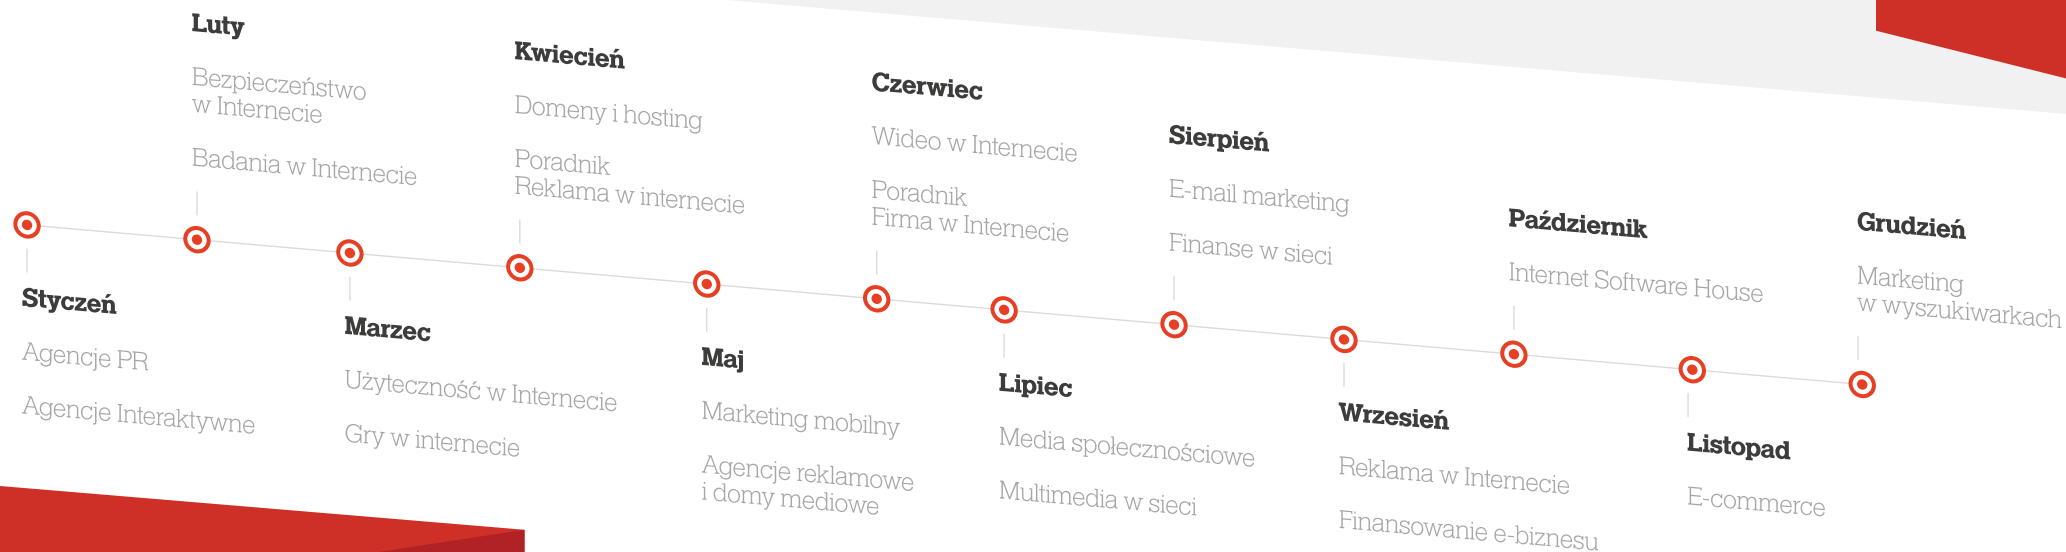 Luty
Bezpieczeństwo
w Internecie
Badania w Internecie
Kwiecień
Domeny i hosting
Poradnik
Reklama w internecie
Czerwiec
Wideo w Internecie
Poradnik
Firma w Internecie
Sierpień
E-mail marketing
Finanse w sieci
Październik
Internet Software House
Grudzień
Marketing
w wyszukiwarkach
Styczeń
Agencje PR
Agencje Interaktywne
Marzec
Użyteczność w Internecie
Gry w internecie
Maj
Marketing mobilny
Agencje reklamowe
i domy mediowe
Lipiec
Media społecznościowe
Multimedia w sieci
Wrzesień
Reklama w Internecie
Finansowanie e-biznesu
Listopad
E-commerce